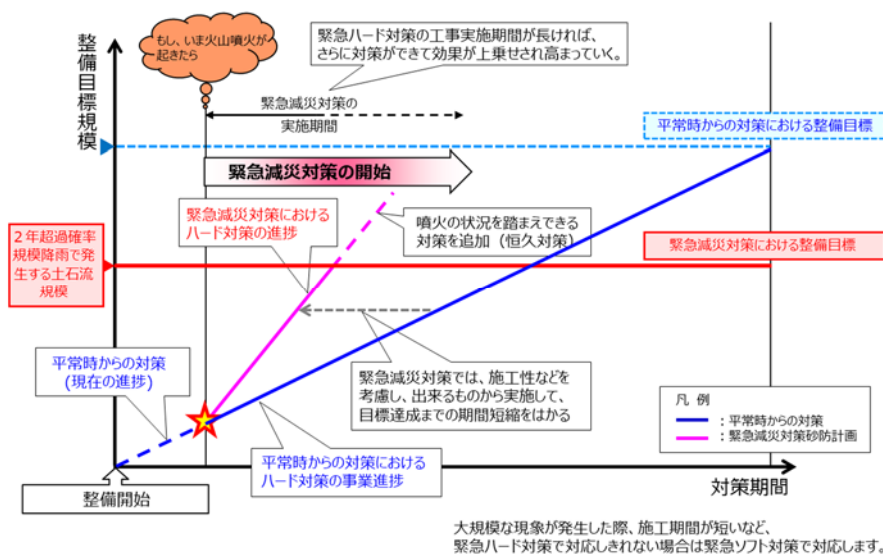 もし、いま火山噴火が
起きたら
緊急ハード対策の工事実施期間が長ければ、
さらに対策ができて効果が上乗せされ高まっていく。
整備目標規模
緊急減災対策の
実施期間
平常時からの対策における整備目標
緊急減災対策の開始
緊急減災対策における
ハード対策の進捗
噴火の状況を踏まえできる
対策を追加（恒久対策）
２年超過確率
規模降雨で発
生する土石流
規模
緊急減災対策における整備目標
平常時からの対策
(現在の進捗)
緊急減災対策では、施工性などを
考慮し、出来るものから実施して、
目標達成までの期間短縮をはかる
凡 例
：平常時からの対策
：緊急減災対策砂防計画
平常時からの対策における
ハード対策の事業進捗
整備開始
対策期間
大規模な現象が発生した際、施工期間が短いなど、
緊急ハード対策で対応しきれない場合は緊急ソフト対策で対応します。